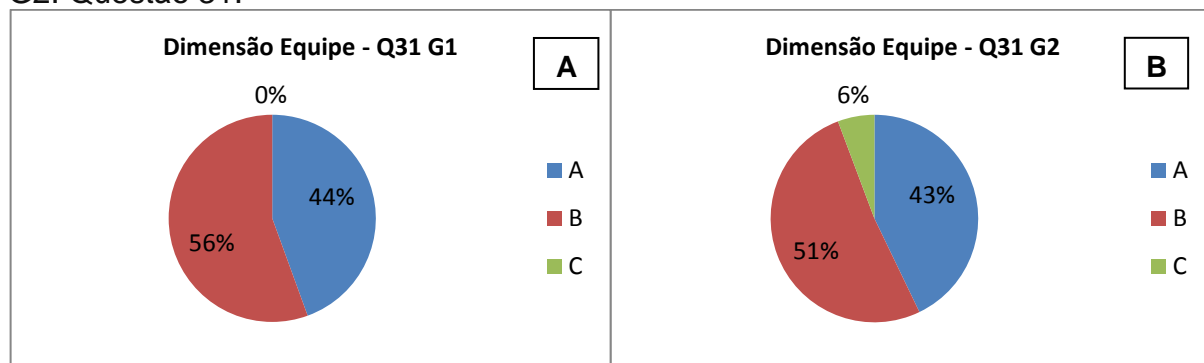 Dimensão Equipe - Q31 G1
A
0%
44%
56%
A
B
C
Dimensão Equipe - Q31 G2
B
6%
43%
51%
A
B
C